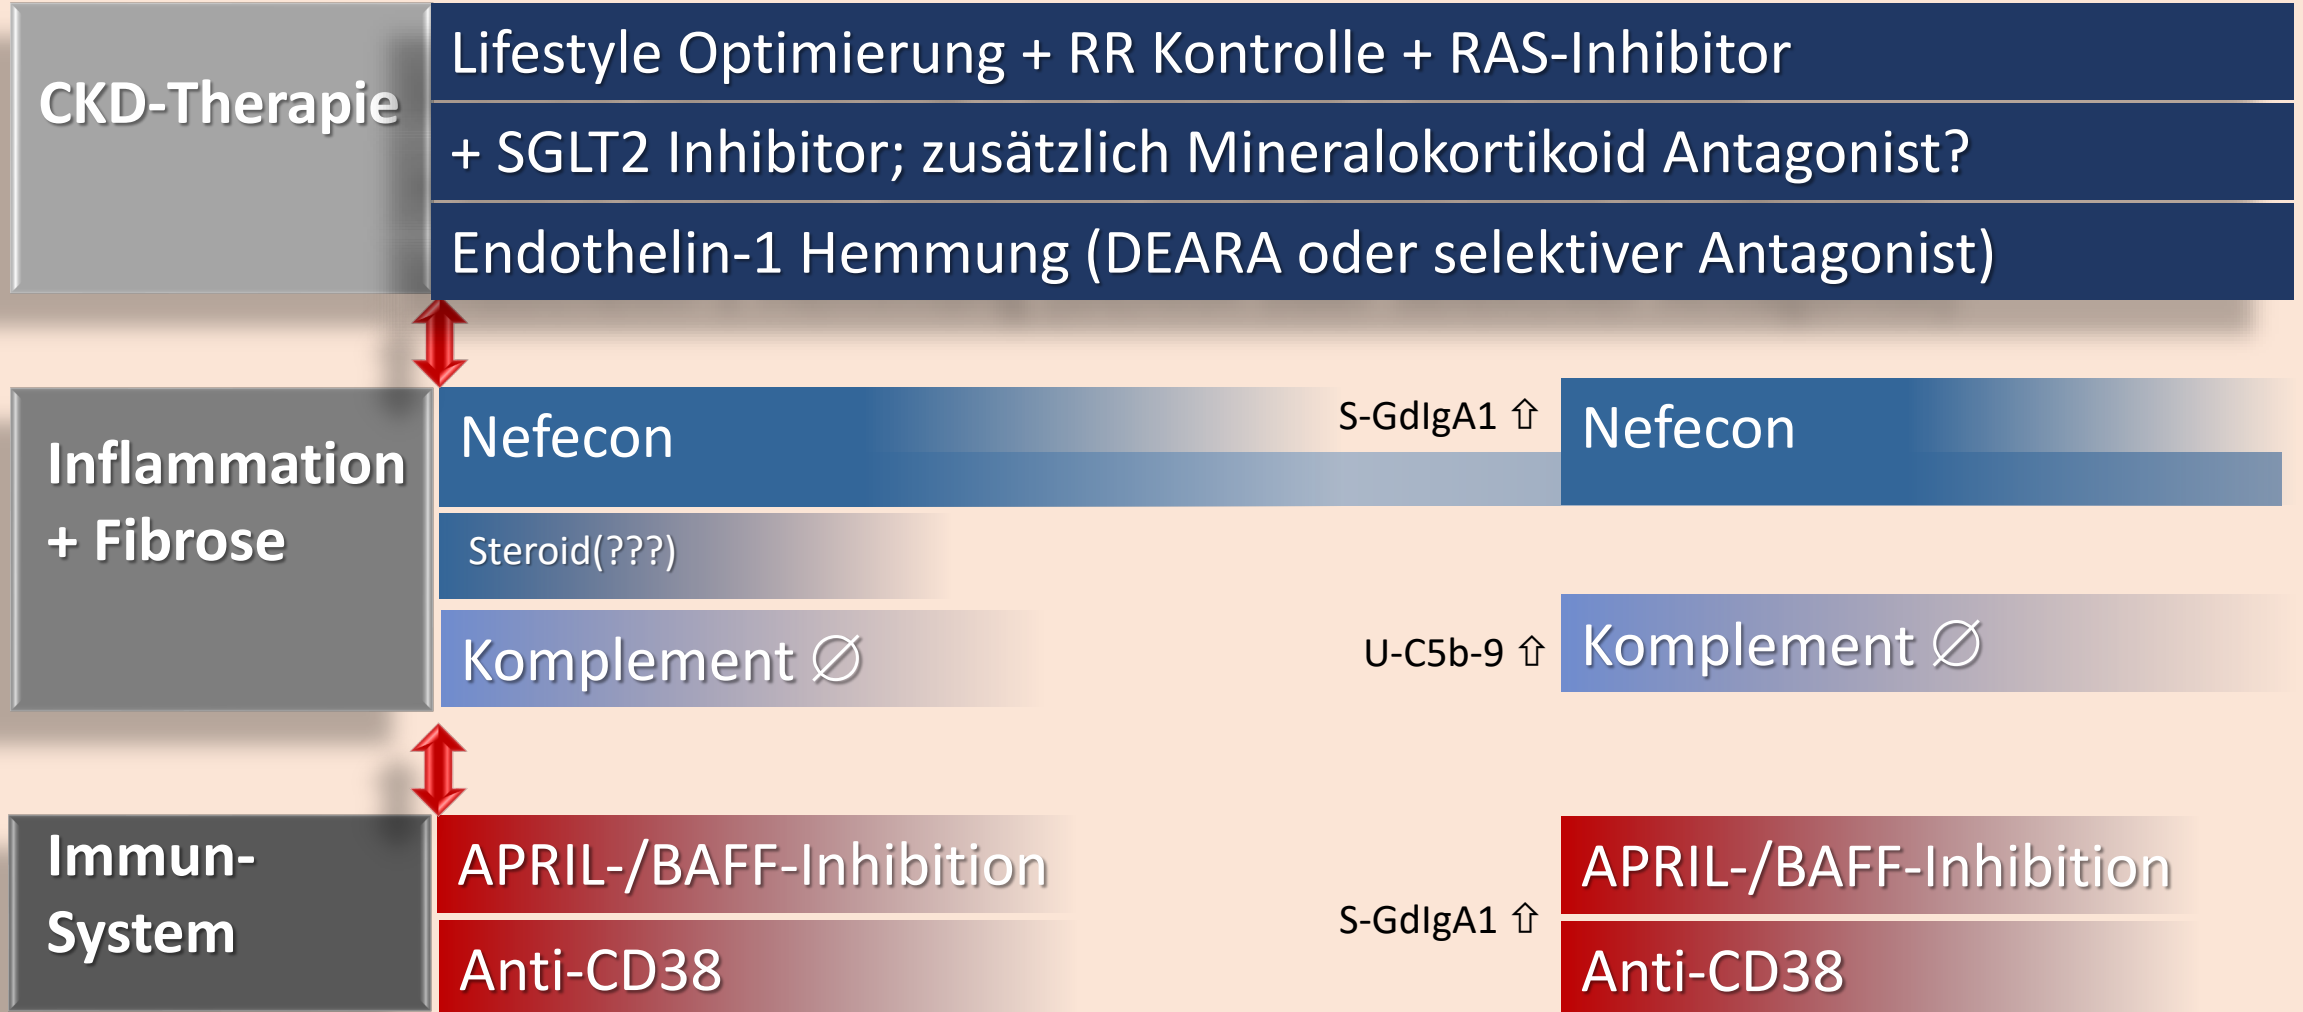 CKD-Therapie
Lifestyle Optimierung + RR Kontrolle + RAS-Inhibitor
+ SGLT2 Inhibitor; zusätzlich Mineralokortikoid Antagonist?
Endothelin-1 Hemmung (DEARA oder selektiver Antagonist)
Inflammation
+ Fibrose
Nefecon
S-GdIgA1 ⇧
Nefecon
Steroid(???)
Komplement ∅
U-C5b-9 ⇧
Komplement ∅
Immun-
System
APRIL-/BAFF-Inhibition
Anti-CD38
S-GdIgA1 ⇧
APRIL-/BAFF-Inhibition
Anti-CD38